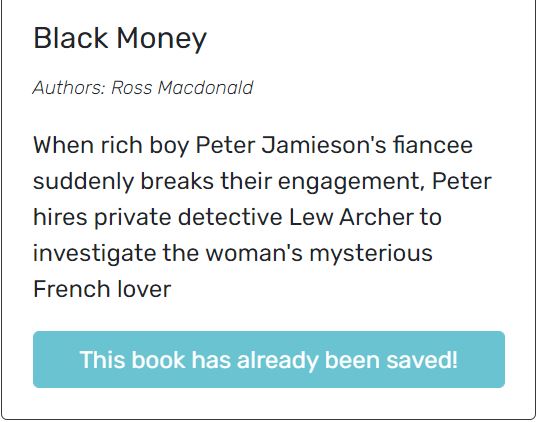 Black Money
Authors: Ross Macdonald
When rich boy Peter Jamieson's fiancee
suddenly breaks their engagement, Peter
hires private detective Lew Archer to
investigate the woman's mysterious
French lover
This book has already been saved!